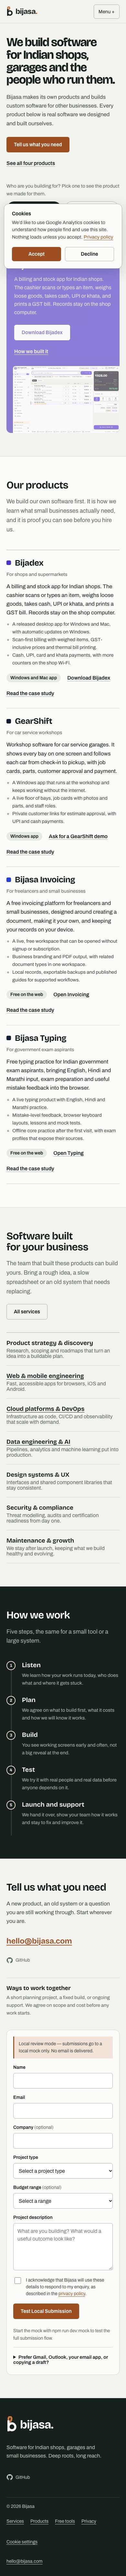 bijasa.
Menu +
We build software
for Indian shops,
garages and the
people who run them.
Bijasa makes its own products and builds
custom software for other businesses. Every
product below is real software we designed
and built ourselves.
Tell us what you need
See all four products
Who are you building for? Pick one to see the product
we made for them.
Cookies
We'd like to use Google Analytics cookies to
understand how people find and use this site.
Nothing loads unless you accept. Privacy policy
Accept
Decline
A billing and stock app for Indian shops.
The cashier scans or types an item, weighs
loose goods, takes cash, UPI or khata, and
prints a GST bill. Records stay on the shop
computer.
Download Bijadex
How we built it
Our products
We build our own software first. It is how we
learn what small businesses actually need,
and it is proof you can see before you hire
us.
Bijadex
For shops and supermarkets
A billing and stock app for Indian shops. The
cashier scans or types an item, weighs loose
goods, takes cash, UPI or khata, and prints a
GST bill. Records stay on the shop computer.
A released desktop app for Windows and Mac,
with automatic updates on Windows.
Scan-first billing with weighed items, GST-
inclusive prices and thermal bill printing.
Cash, UPI, card and khata payments, with more
counters on the shop Wi-Fi.
Windows and Mac app
Download Bijadex
Read the case study
GearShift
For car service workshops
Workshop software for car service garages. It
shows every bay on one screen and follows
each car from check-in to pickup, with job
cards, parts, customer approval and payment.
A Windows app that runs at the workshop and
keeps working without the internet.
A live floor of bays, job cards with photos and
parts, and staff roles.
Private customer links for estimate approval, with
UPI and cash payments.
Windows app
Ask for a GearShift demo
Read the case study
Bijasa Invoicing
For freelancers and small businesses
A free invoicing platform for freelancers and
small businesses, designed around creating
documents, making it your own, and keeping
your records on your device.
A live, free workspace that can be opened without
signup or subscription.
Business branding and PDF output, with related
document types in one workspace.
Local records, exportable backups and published
guides for supported workflows.
Free on the web
Open Invoicing
Read the case study
Bijasa Typing
For government exam aspirants
Free typing practice for Indian government
exam aspirants, bringing English, Hindi and
Marathi input, exam preparation and useful
mistake feedback into the browser.
A live typing product with English, Hindi and
Marathi practice.
Mistake-level feedback, browser keyboard
layouts, lessons and mock tests.
Offline core practice after the first visit, with exam
profiles that expose their sources.
Free on the web
Open Typing
Read the case study
Software built
for your business
The team that built these products can build
yours. Bring a rough idea, a slow
spreadsheet or an old system that needs
replacing.
All services
Product strategy & discovery
Research, scoping and roadmaps that turn an
idea into a buildable plan.
Web & mobile engineering
Fast, accessible apps for browsers, iOS and
Android.
Cloud platforms & DevOps
Infrastructure as code, CI/CD and observability
that scale with demand.
Data engineering & AI
Pipelines, analytics and machine learning put into
production.
Design systems & UX
Interfaces and shared component libraries that
stay consistent.
Security & compliance
Threat modelling, audits and certification
readiness from day one.
Maintenance & growth
We stay after launch, keeping what we build
healthy and evolving.
How we work
Five steps, the same for a small tool or a
large system.
1
Listen
We learn how your work runs today, who does
what and where it hurts.
2
Plan
We agree on what to build first, what it costs
and how we will know it works.
3
Build
You see working screens early and often, not
a big reveal at the end.
4
Test
We try it with real people and real data before
anyone depends on it.
5
Launch and support
We hand it over, show your team how it works
and stay to fix and improve it.
Tell us what you need
A new product, an old system or a question
you are still working through. Start wherever
you are.
hello@bijasa.com
GitHub
Ways to work together
A short planning project, a fixed build, or ongoing
support. We agree on scope and cost before any
work starts.
Local review mode — submissions go to a
local mock only. No email is delivered.
Name
Email
Company (optional)
Project type
Select a project type
Budget range (optional)
Select a range
Project description
What are you building? What would a
useful outcome look like?
I acknowledge that Bijasa will use these
details to respond to my enquiry, as
described in the privacy policy.
Test Local Submission
Start the mock with npm run dev:mock to test the
full submission flow.
Prefer Gmail, Outlook, your email app, or
copying a draft?
bijasa.
Software for Indian shops, garages and
small businesses. Deep roots, long reach.
GitHub
© 2026 Bijasa
Services
Products
Free tools
Privacy
Cookie settings
hello@bijasa.com